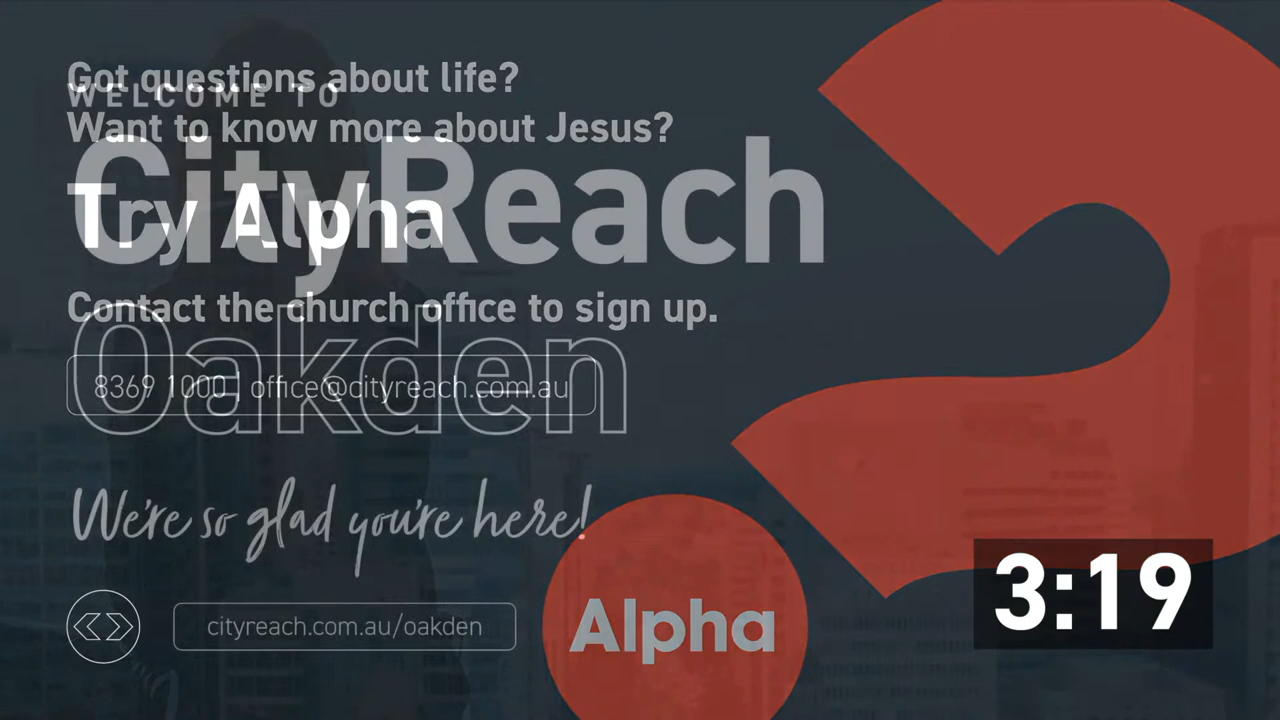 Got questions about life?
WELCOME TO
Want to know more about Jesus?
CityReach
Try Alpha
Contact the church office to sign up.
Oakden
8369 1000 | office@cityreach.com.au
We're so glad you're here!
cityreach.com.au/oakden
Alpha
3:19